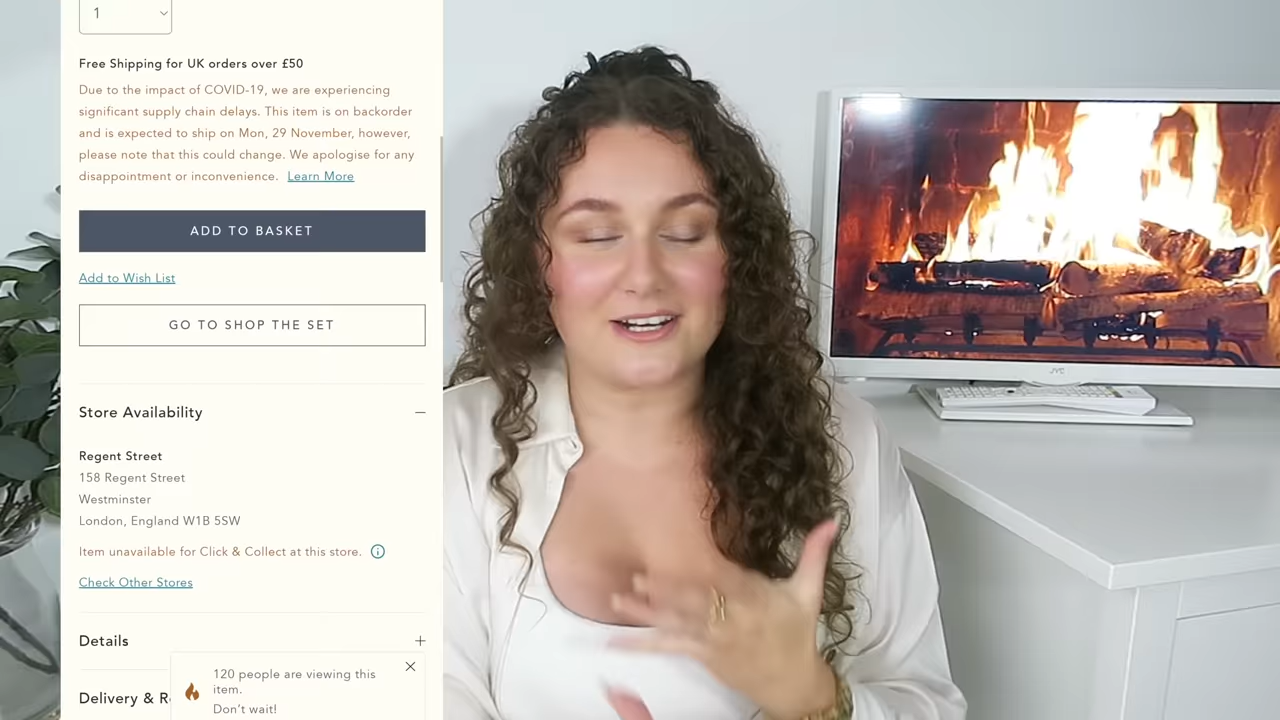 1
Free Shipping for UK orders over £50
Due to the impact of COVID-19, we are experiencing
significant supply chain delays. This item is on backorder
and is expected to ship on Mon, 29 November, however,
please note that this could change. We apologise for any
disappointment or inconvenience. Learn More
ADD TO BASKET
Add to Wish List
GO TO SHOP THE SET
Store Availability
Regent Street
158 Regent Street
Westminster
London, England W1B 5SW
Item unavailable for Click & Collect at this store.
Check Other Stores
Details
Delivery & R
120 people are viewing this
item.
Don't wait!
JVC